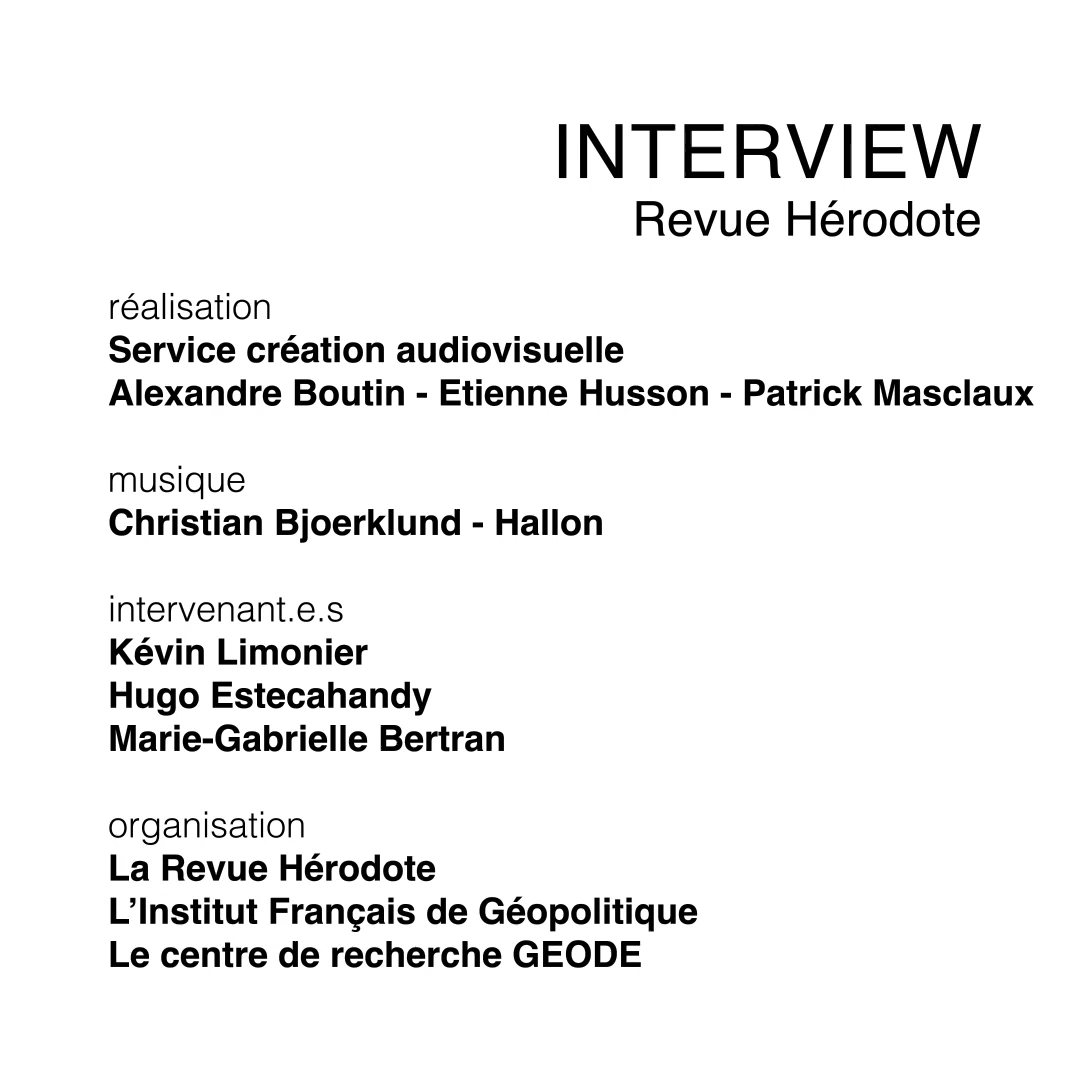 INTERVIEW
Revue Hérodote
réalisation
Service création audiovisuelle
Alexandre Boutin - Etienne Husson - Patrick Masclaux
musique
Christian Bjoerklund - Hallon
intervenant.e.s
Kévin Limonier
Hugo Estecahandy
Marie-Gabrielle Bertran
organisation
La Revue Hérodote
L’Institut Français de Géopolitique
Le centre de recherche GEODE